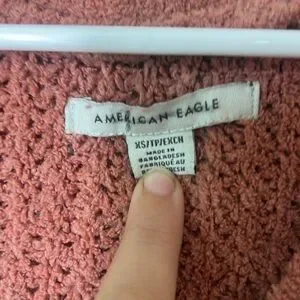 AMERICAN EAGLE
XS/TP/EXCH
MADE IN
BANGLADESH
FABRIQUÉ AU